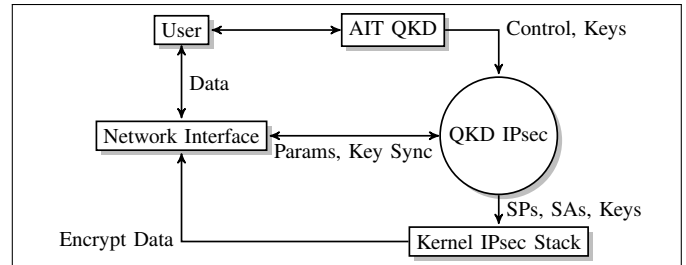 User
AIT QKD
Control, Keys
Data
Network Interface
QKD IPsec
Params, Key Sync
SPs, SAs, Keys
Encrypt Data
Kernel IPsec Stack